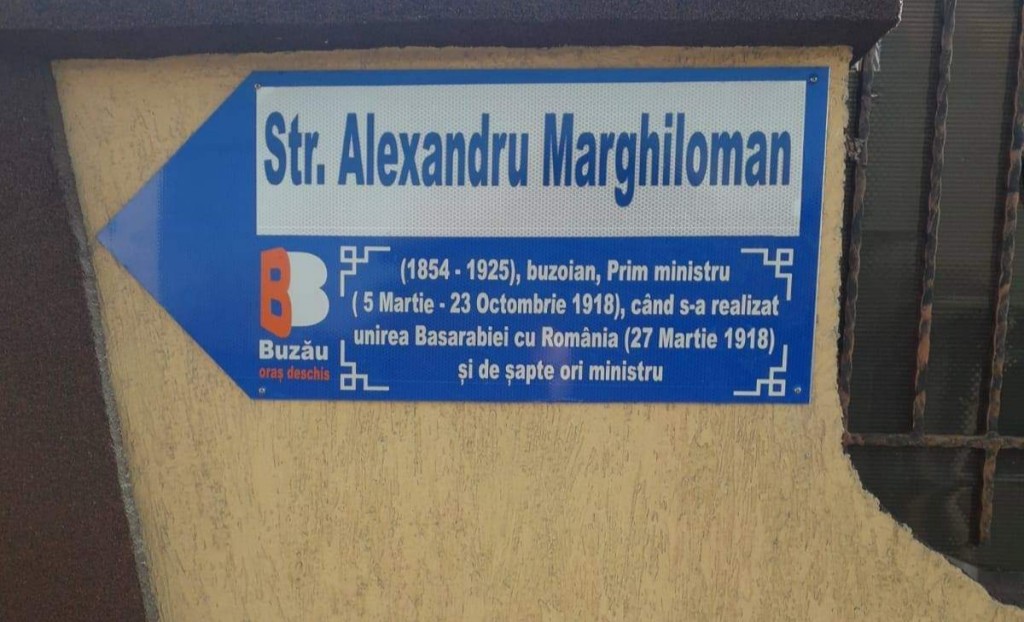 Str. Alexandru Marghiloman
(1854 - 1925), buzoian, Prim ministru
( 5 Martie - 23 Octombrie 1918), când s-a realizat
unirea Basarabiei cu România (27 Martie 1918)
și de șapte ori ministru
BB
Buzău
oraș deschis